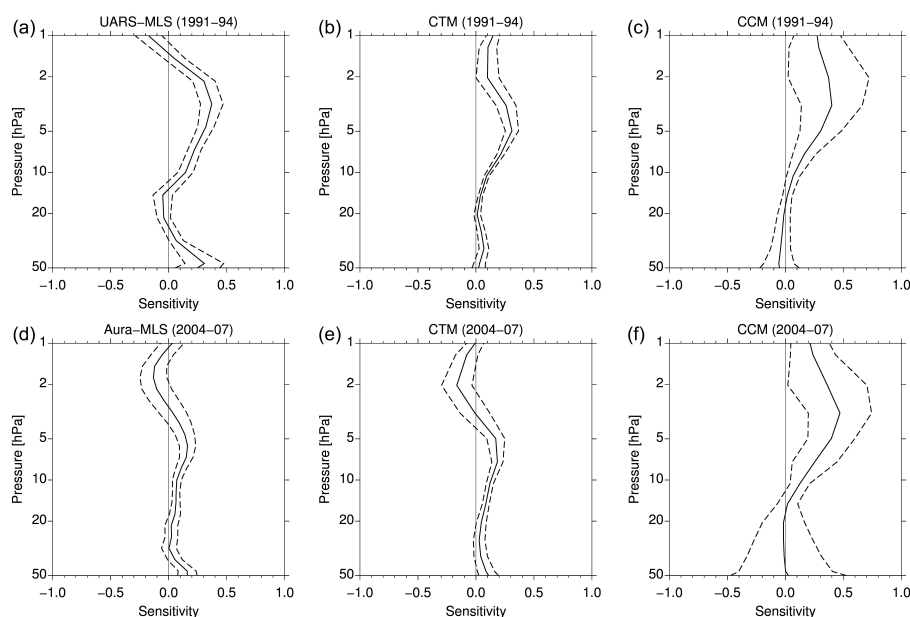 (a) UARS−MLS (1991−94)
1
2
5
10
20
50
Pressure [hPa]
−1.0 −0.5 0.0 0.5 1.0
Sensitivity
(b) CTM (1991−94)
1
2
5
10
20
50
Pressure [hPa]
−1.0 −0.5 0.0 0.5 1.0
Sensitivity
(c) CCM (1991−94)
1
2
5
10
20
50
Pressure [hPa]
−1.0 −0.5 0.0 0.5 1.0
Sensitivity
(d) Aura−MLS (2004−07)
1
2
5
10
20
50
Pressure [hPa]
−1.0 −0.5 0.0 0.5 1.0
Sensitivity
(e) CTM (2004−07)
1
2
5
10
20
50
Pressure [hPa]
−1.0 −0.5 0.0 0.5 1.0
Sensitivity
(f) CCM (2004−07)
1
2
5
10
20
50
Pressure [hPa]
−1.0 −0.5 0.0 0.5 1.0
Sensitivity